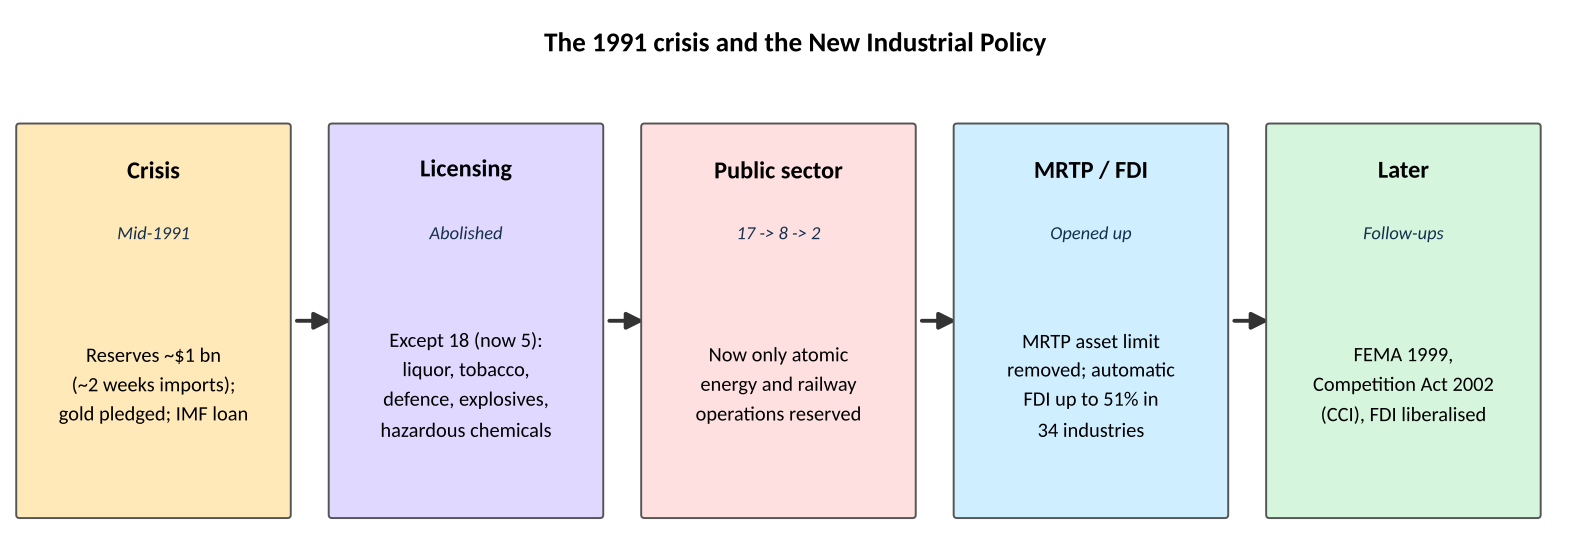 The 1991 crisis and the New Industrial Policy
Crisis
Mid-1991
Reserves ~$1 bn
(~2 weeks imports);
gold pledged; IMF loan
Licensing
Abolished
Except 18 (now 5):
liquor, tobacco,
defence, explosives,
hazardous chemicals
Public sector
17 -> 8 -> 2
Now only atomic
energy and railway
operations reserved
MRTP / FDI
Opened up
MRTP asset limit
removed; automatic
FDI up to 51% in
34 industries
Later
Follow-ups
FEMA 1999,
Competition Act 2002
(CCI), FDI liberalised